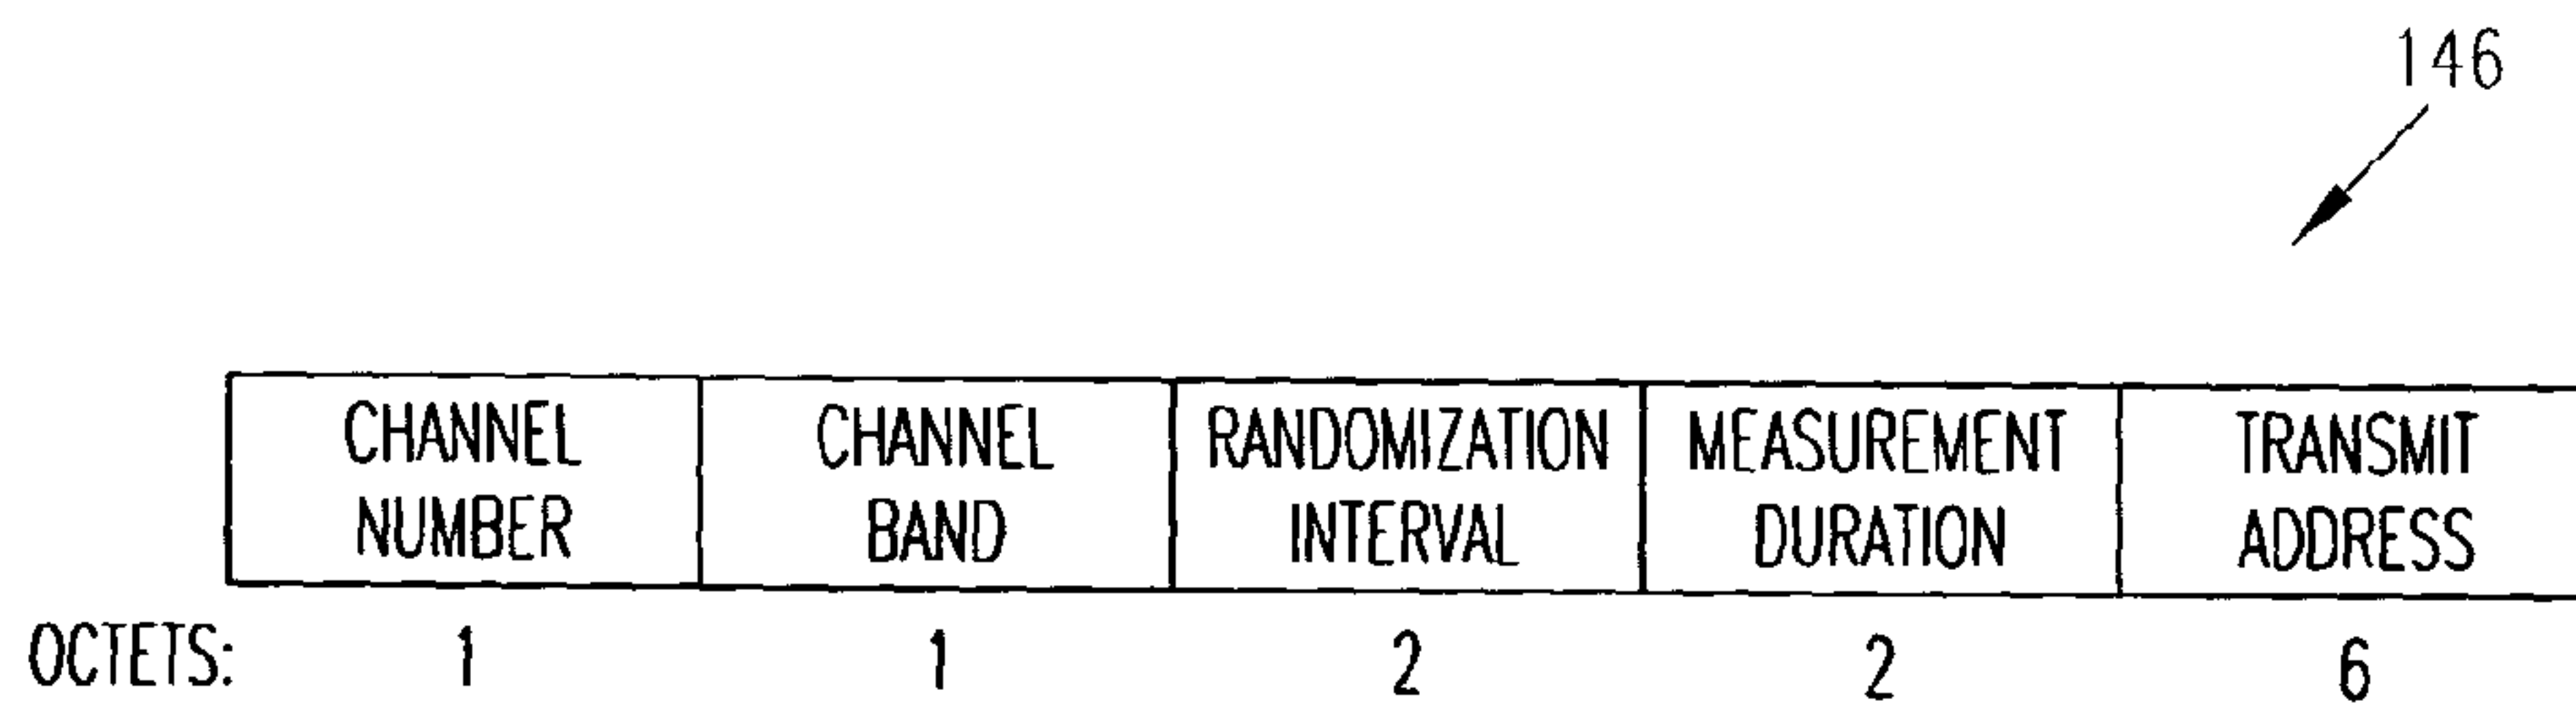 146
CHANNEL NUMBER
CHANNEL BAND
RANDOMIZATION INTERVAL
MEASUREMENT DURATION
TRANSMIT ADDRESS
OCTETS: 1 1 2 2 6